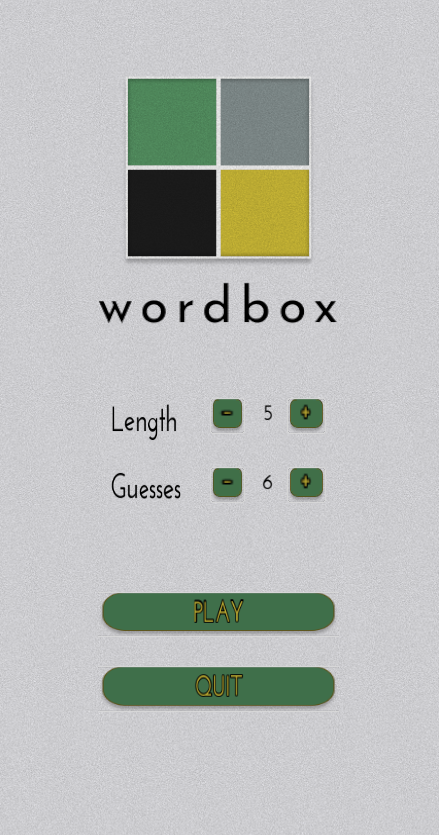 wordbox
Length - 5 +
Guesses - 6 +
PLAY
QUIT